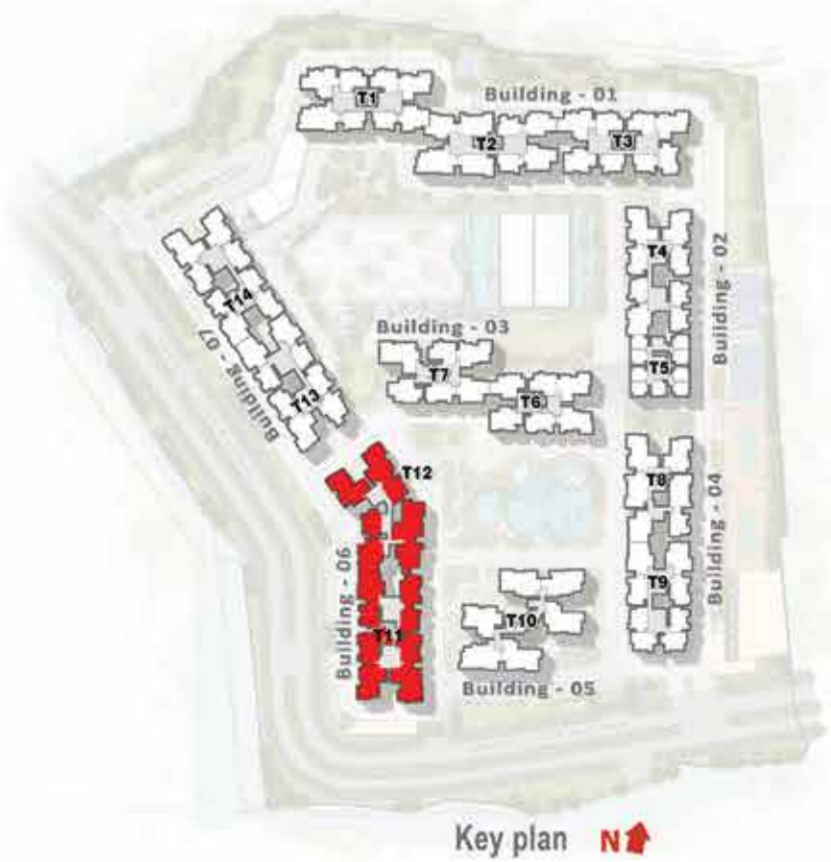 T1
Building - 01
T2
T3
T4
Building - 02
T14
Building - 07
Building - 03
T7
T5
T6
T13
T12
T8
Building - 04
Building - 06
T9
T10
T11
Building - 05
Key plan N